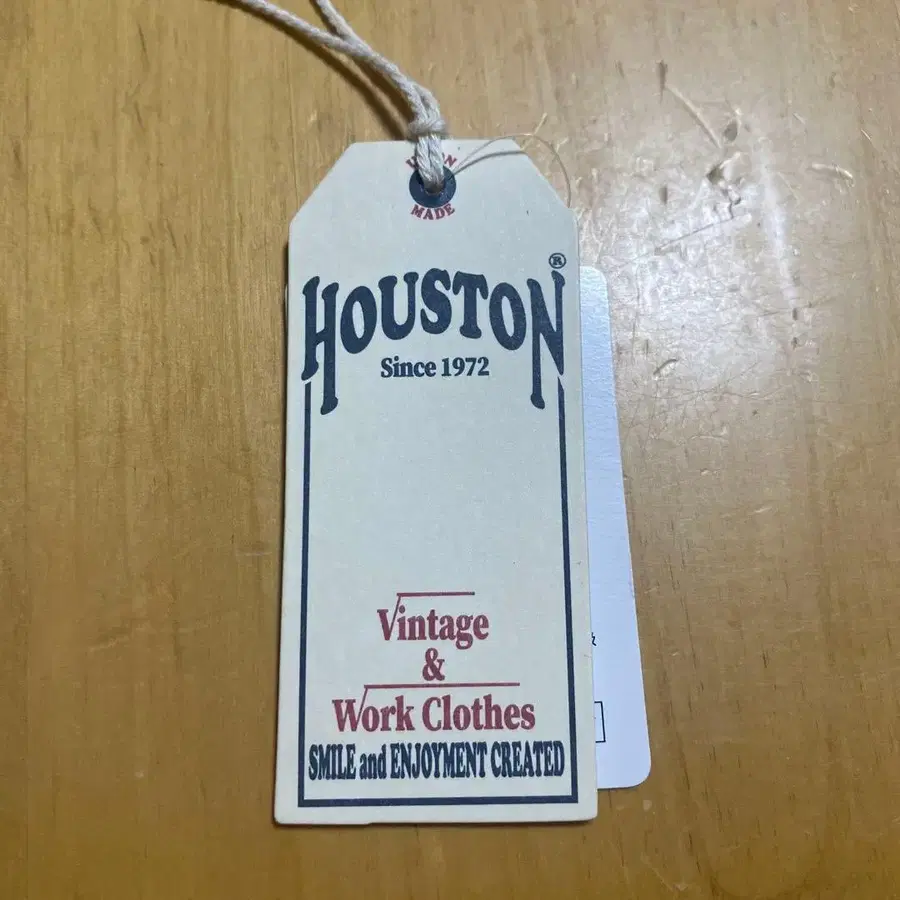 MADE
HOUSTON®
Since 1972
Vintage
&
Work Clothes
SMILE and ENJOYMENT CREATED